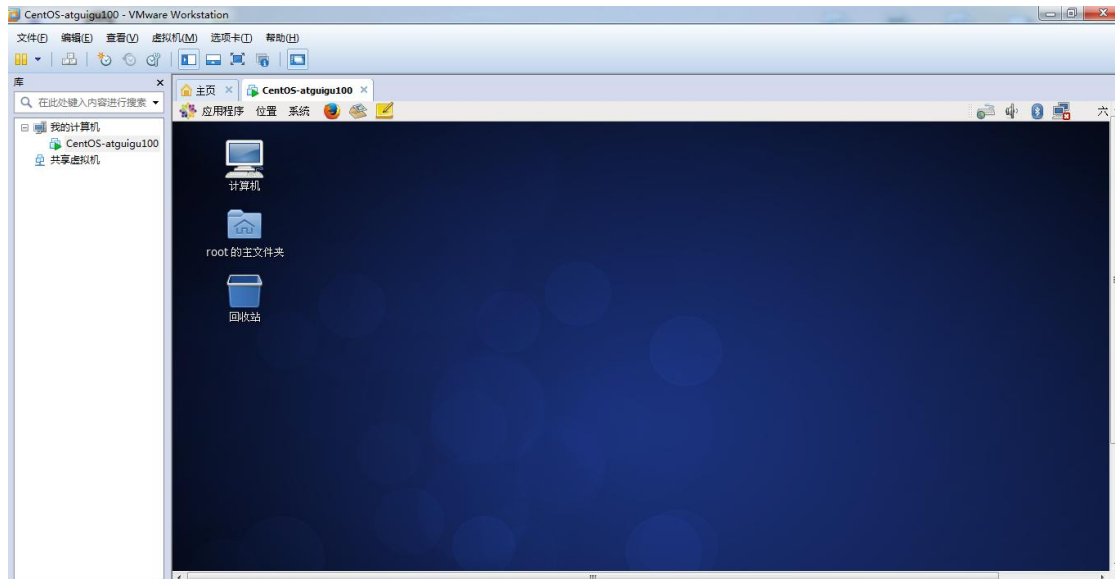 CentOS-atguigu100 - VMware Workstation
文件(F) 编辑(E) 查看(V) 虚拟机(M) 选项卡(T) 帮助(H)
库
在此处键入内容进行搜索
我的计算机
CentOS-atguigu100
共享虚拟机
主页 CentOS-atguigu100
应用程序 位置 系统 六
计算机
root 的主文件夹
回收站